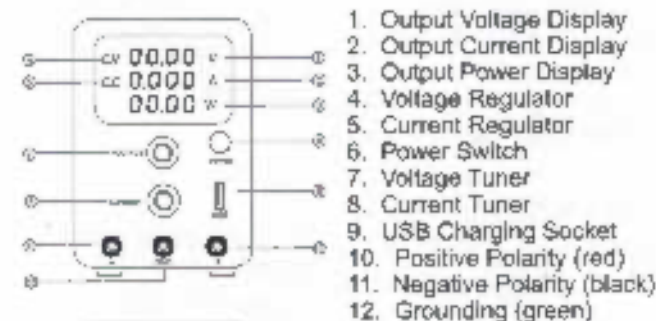 CV 00.00 V
CC 0.000 A
00.00 W
1. Output Voltage Display
2. Output Current Display
3. Output Power Display
4. Voltage Regulator
5. Current Regulator
6. Power Switch
7. Voltage Tuner
8. Current Tuner
9. USB Charging Socket
10. Positive Polarity (red)
11. Negative Polarity (black)
12. Grounding (green)